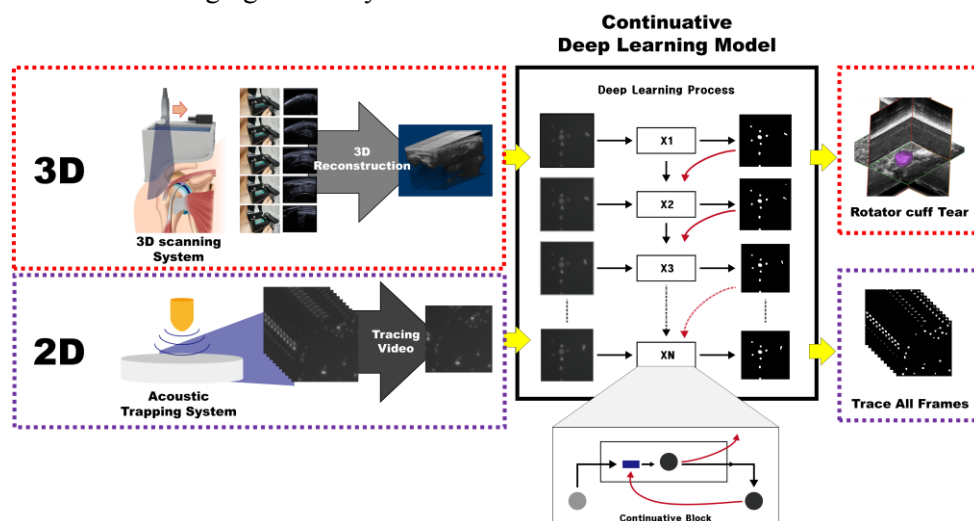 Continuative
Deep Learning Model
3D
3D scanning
System
3D
Reconstruction
Deep Learning Process
X1
X2
X3
XN
Rotator cuff Tear
2D
Acoustic
Trapping System
Tracing
Video
Trace All Frames
Continuative Block